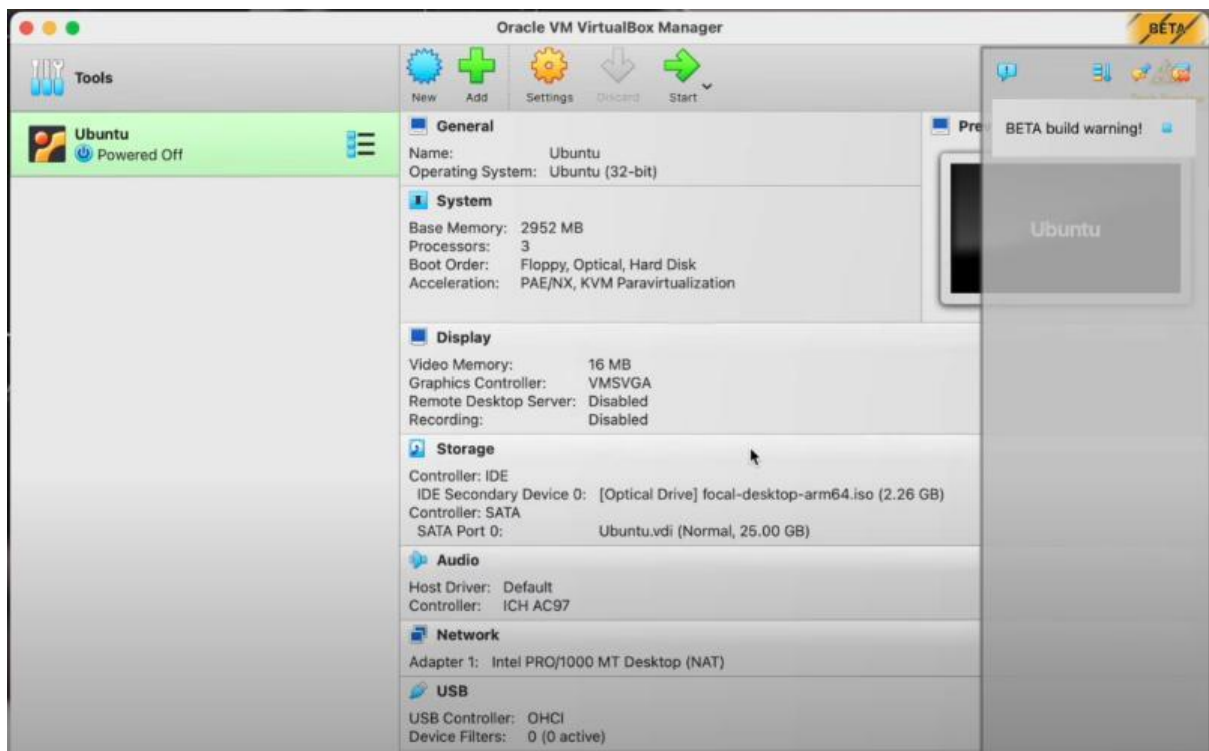 Oracle VM VirtualBox Manager
BETA
Tools
New Add Settings Discard Start
Ubuntu
Powered Off
General
Name: Ubuntu
Operating System: Ubuntu (32-bit)
System
Base Memory: 2952 MB
Processors: 3
Boot Order: Floppy, Optical, Hard Disk
Acceleration: PAE/NX, KVM Paravirtualization
Pre
BETA build warning!
Ubuntu
Display
Video Memory: 16 MB
Graphics Controller: VMSVGA
Remote Desktop Server: Disabled
Recording: Disabled
Storage
Controller: IDE
IDE Secondary Device 0: [Optical Drive] focal-desktop-arm64.iso (2.26 GB)
Controller: SATA
SATA Port 0: Ubuntu.vdi (Normal, 25.00 GB)
Audio
Host Driver: Default
Controller: ICH AC97
Network
Adapter 1: Intel PRO/1000 MT Desktop (NAT)
USB
USB Controller: OHCI
Device Filters: 0 (0 active)